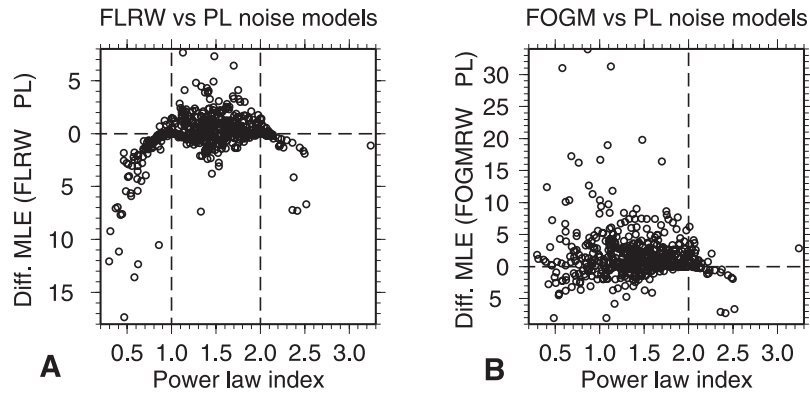 FLRW vs PL noise models
Diff. MLE (FLRW PL)
5
0
5
10
15
0.5 1.0 1.5 2.0 2.5 3.0
Power law index
A
FOGM vs PL noise models
Diff. MLE (FOGMRW PL)
30
25
20
15
10
5
0
5
0.5 1.0 1.5 2.0 2.5 3.0
Power law index
B